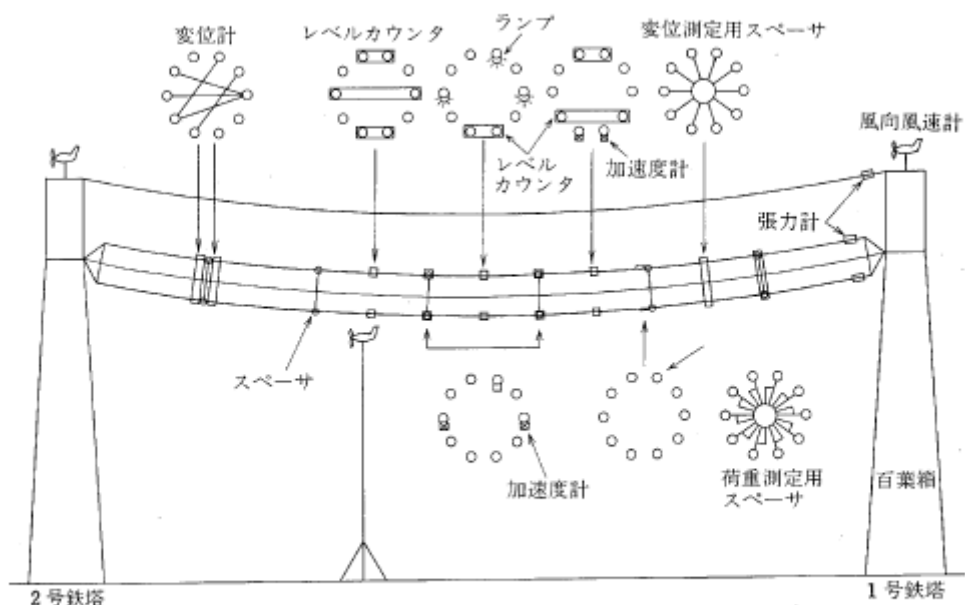 変位計
レベルカウンタ
ランプ
変位測定用スペーサ
風向風速計
レベル
カウンタ
加速度計
張力計
スペーサ
加速度計
荷重測定用
スペーサ
百葉箱
2号鉄塔
1号鉄塔